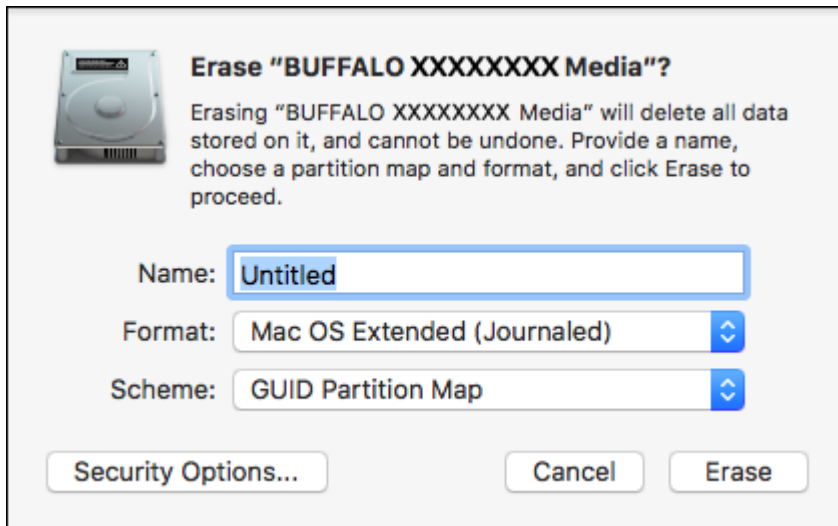 Erase “BUFFALO XXXXXXXX Media”?
Erasing “BUFFALO XXXXXXXX Media” will delete all data
stored on it, and cannot be undone. Provide a name,
choose a partition map and format, and click Erase to
proceed.
Name: Untitled
Format: Mac OS Extended (Journaled)
Scheme: GUID Partition Map
Security Options... Cancel Erase